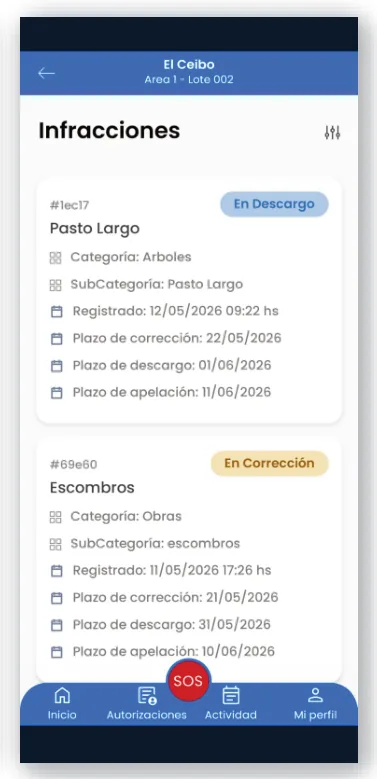 El Ceibo
Area 1 - Lote 002
Infracciones
#1ec17
En Descargo
Pasto Largo
Categoría: Arboles
SubCategoría: Pasto Largo
Registrado: 12/05/2026 09:22 hs
Plazo de corrección: 22/05/2026
Plazo de descargo: 01/06/2026
Plazo de apelación: 11/06/2026
#69e60
En Corrección
Escombros
Categoría: Obras
SubCategoría: escombros
Registrado: 11/05/2026 17:26 hs
Plazo de corrección: 21/05/2026
Plazo de descargo: 31/05/2026
Plazo de apelación: 10/06/2026
SOS
Inicio
Autorizaciones
Actividad
Mi perfil